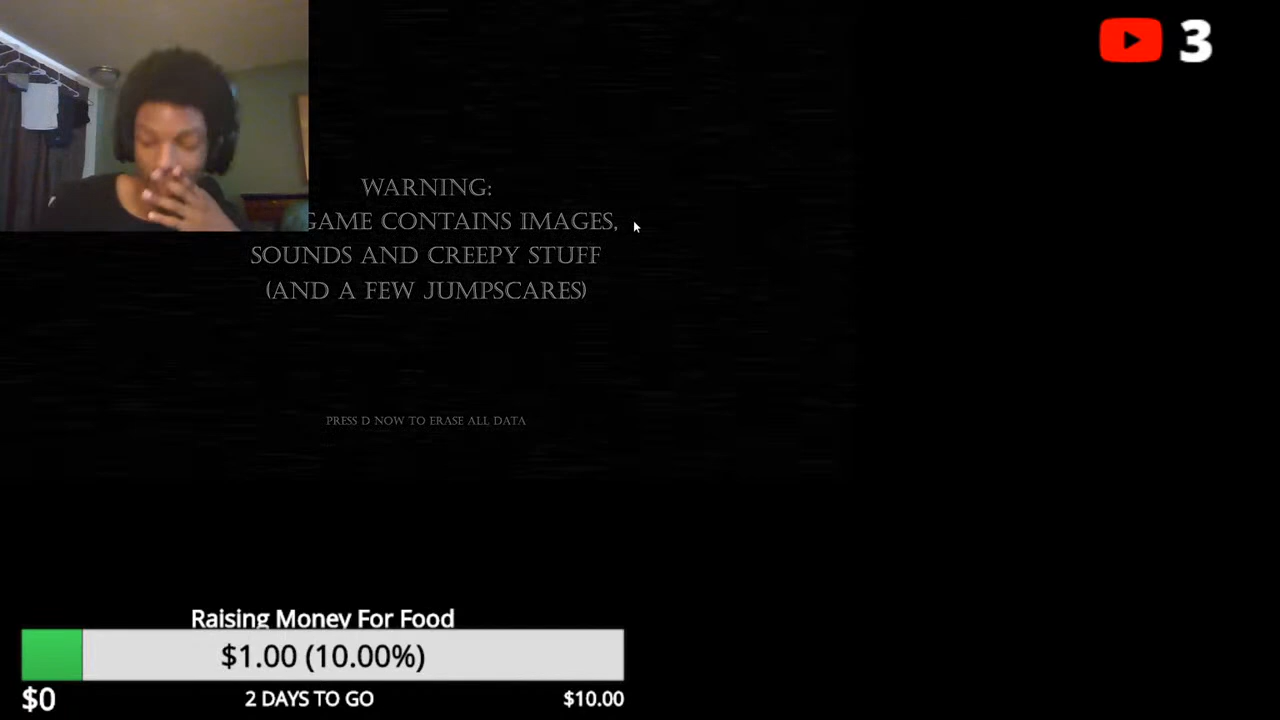 3
WARNING:
GAME CONTAINS IMAGES,
SOUNDS AND CREEPY STUFF
(AND A FEW JUMPSCARES)
PRESS D NOW TO ERASE ALL DATA
Raising Money For Food
$1.00 (10.00%)
$0 2 DAYS TO GO $10.00